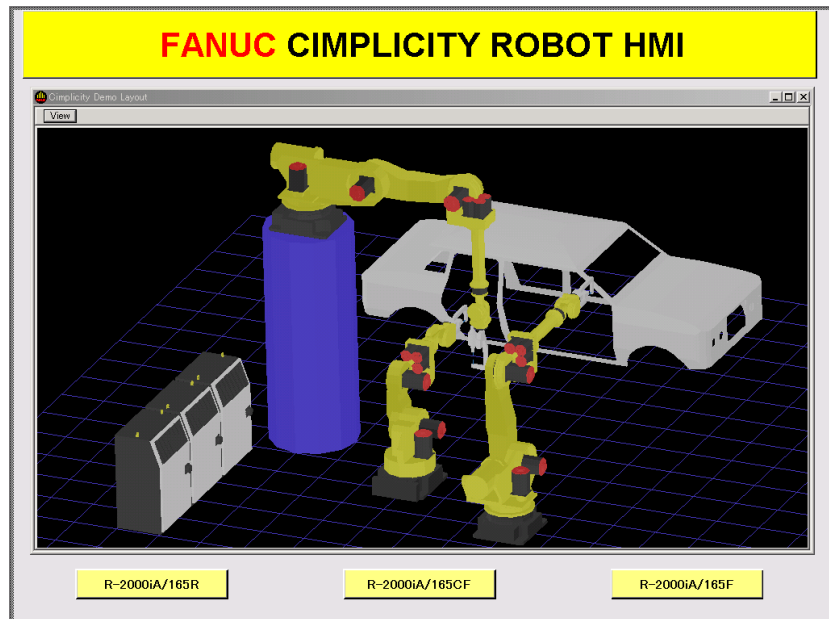 FANUC CIMPLICITY ROBOT HMI
Cimplicity Demo Layout
View
R-2000iA/165R
R-2000iA/165CF
R-2000iA/165F